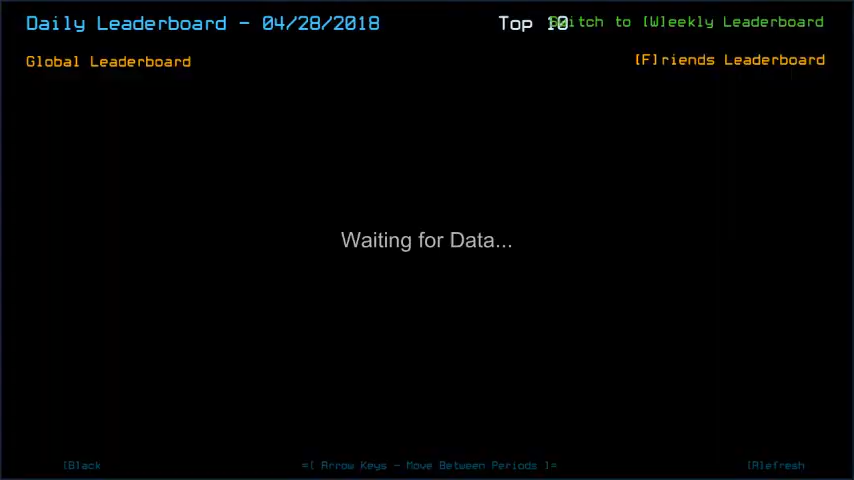 Daily Leaderboard - 04/28/2018
Top 10
Switch to [W]eekly Leaderboard
Global Leaderboard
[F]riends Leaderboard
Waiting for Data...
[B]ack
=[ Arrow Keys - Move Between Periods ]=
[R]efresh